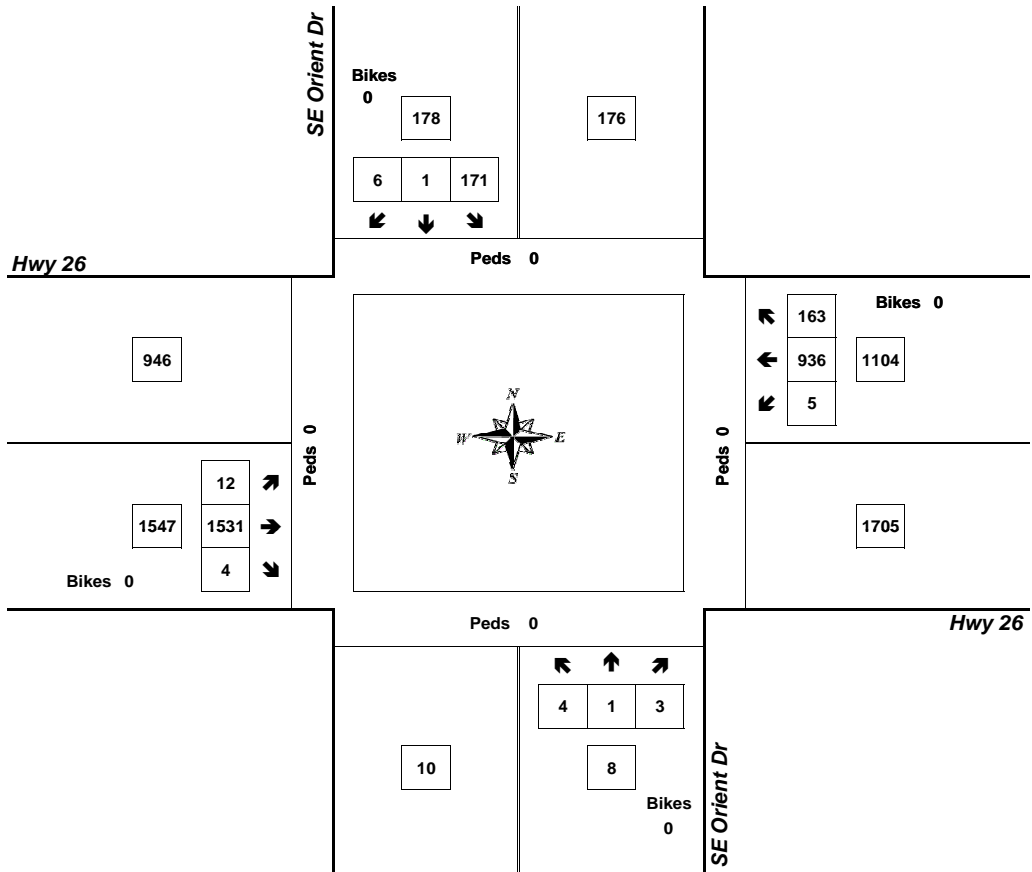 SE Orient Dr
Bikes
0
178
176
6 1 171
Peds 0
Hwy 26
Bikes 0
163
946
936 1104
5
N
W E
S
Peds 0
Peds 0
12
1547 1531
4
Bikes 0
1705
Peds 0
Hwy 26
4 1 3
10
8
Bikes
0
SE Orient Dr